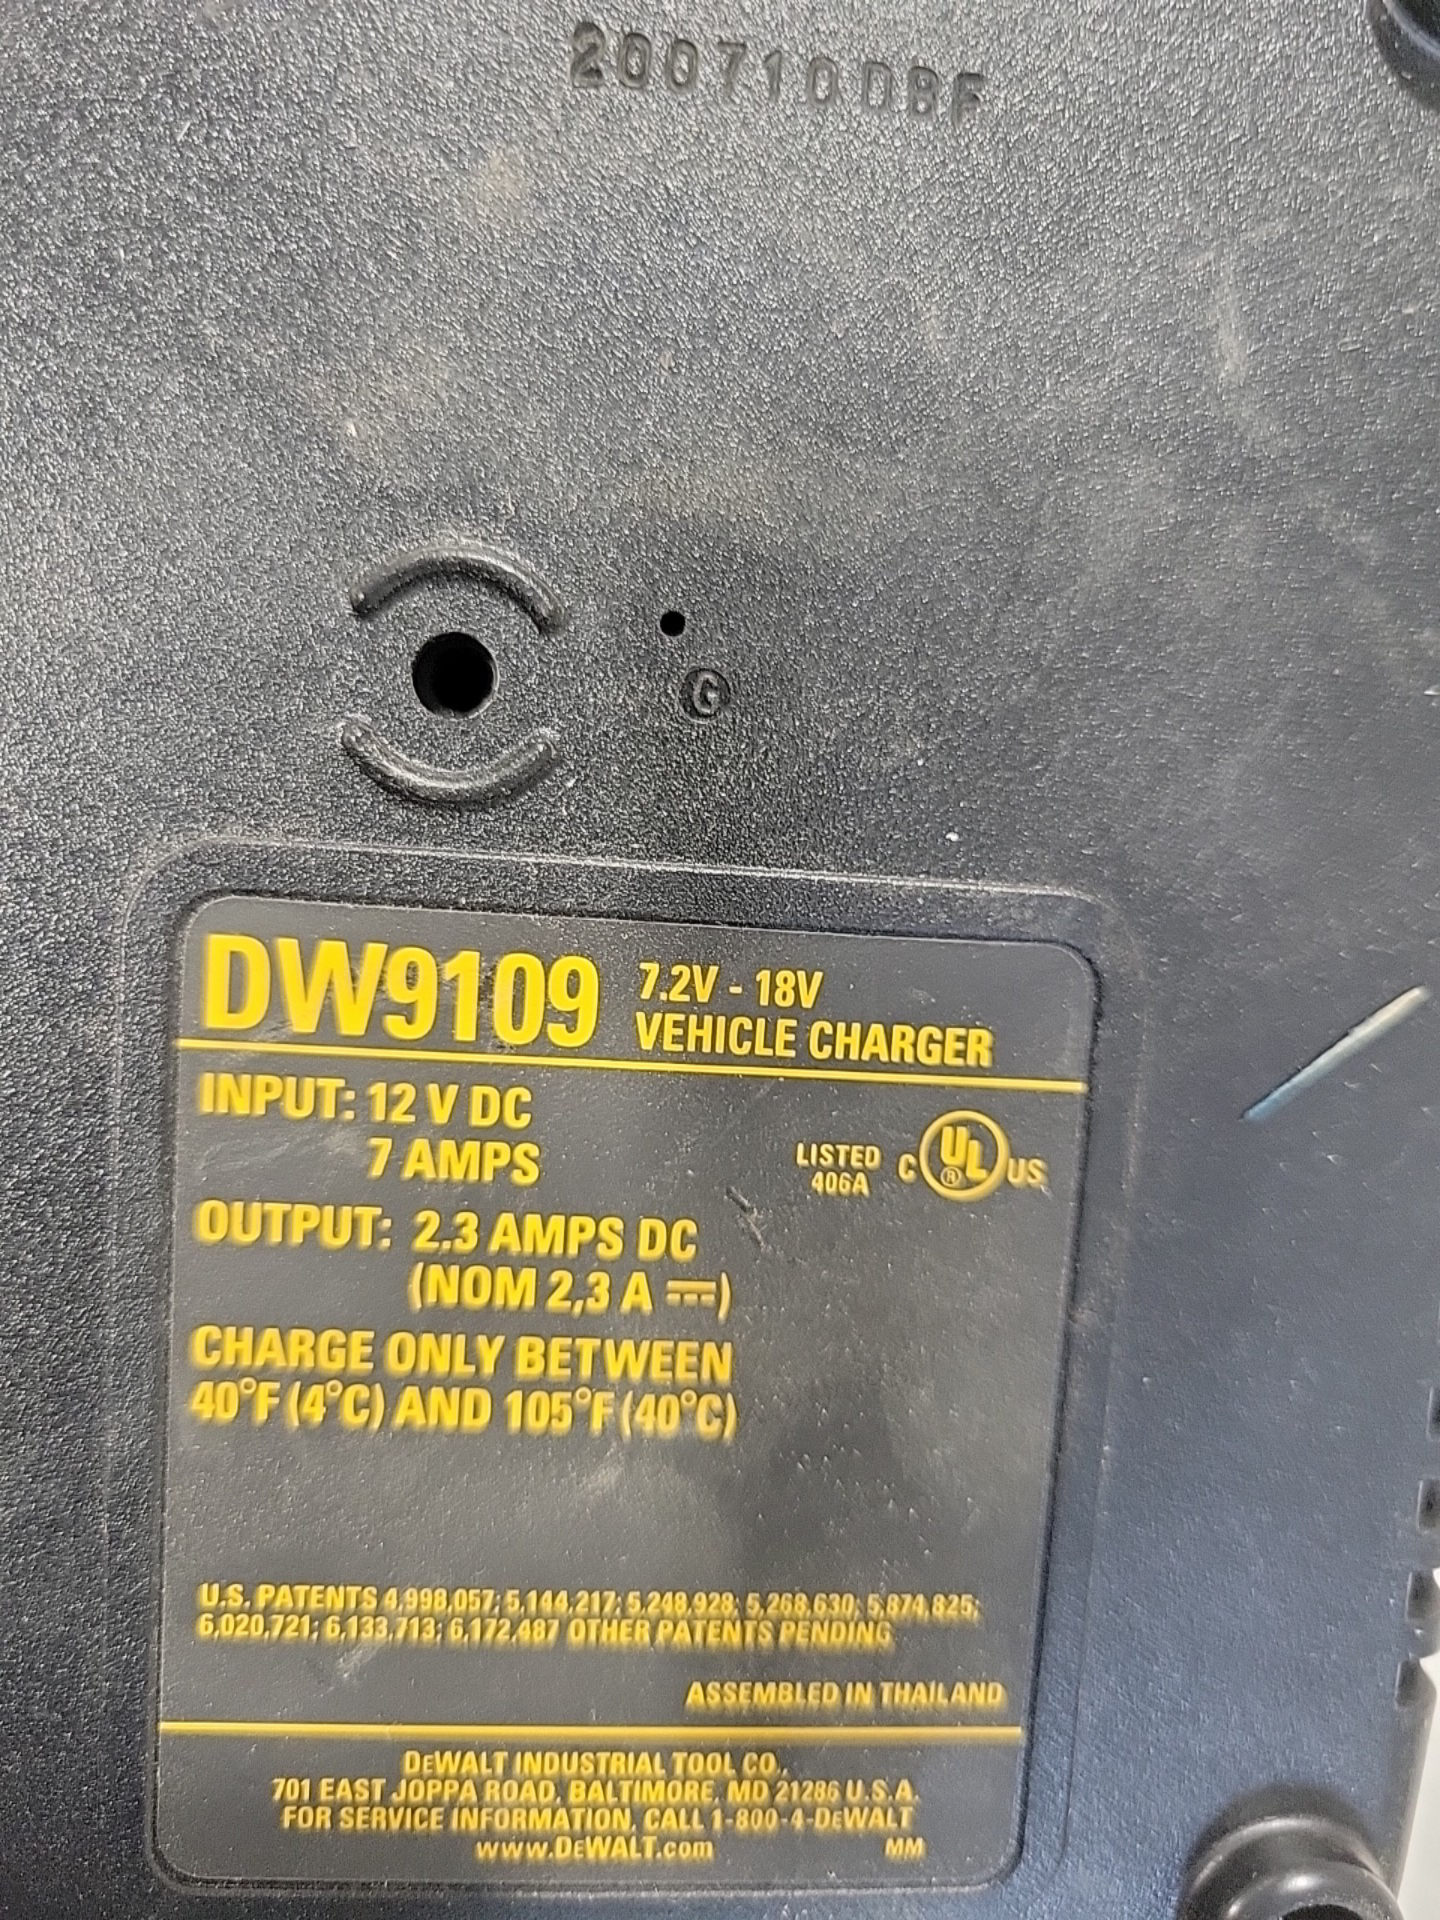 200710DBF
G
DW9109 7.2V - 18V
VEHICLE CHARGER
INPUT: 12 V DC
7 AMPS
LISTED
406A
C UL ® US
OUTPUT: 2.3 AMPS DC
(NOM 2,3 A ⎓)
CHARGE ONLY BETWEEN
40°F (4°C) AND 105°F (40°C)
U.S. PATENTS 4,998,057; 5,144,217; 5,248,928; 5,268,630; 5,874,825;
6,020,721; 6,133,713; 6,172,487 OTHER PATENTS PENDING
ASSEMBLED IN THAILAND
DEWALT INDUSTRIAL TOOL CO.,
701 EAST JOPPA ROAD, BALTIMORE, MD 21286 U.S.A.
FOR SERVICE INFORMATION, CALL 1-800-4-DEWALT
www.DEWALT.com MM